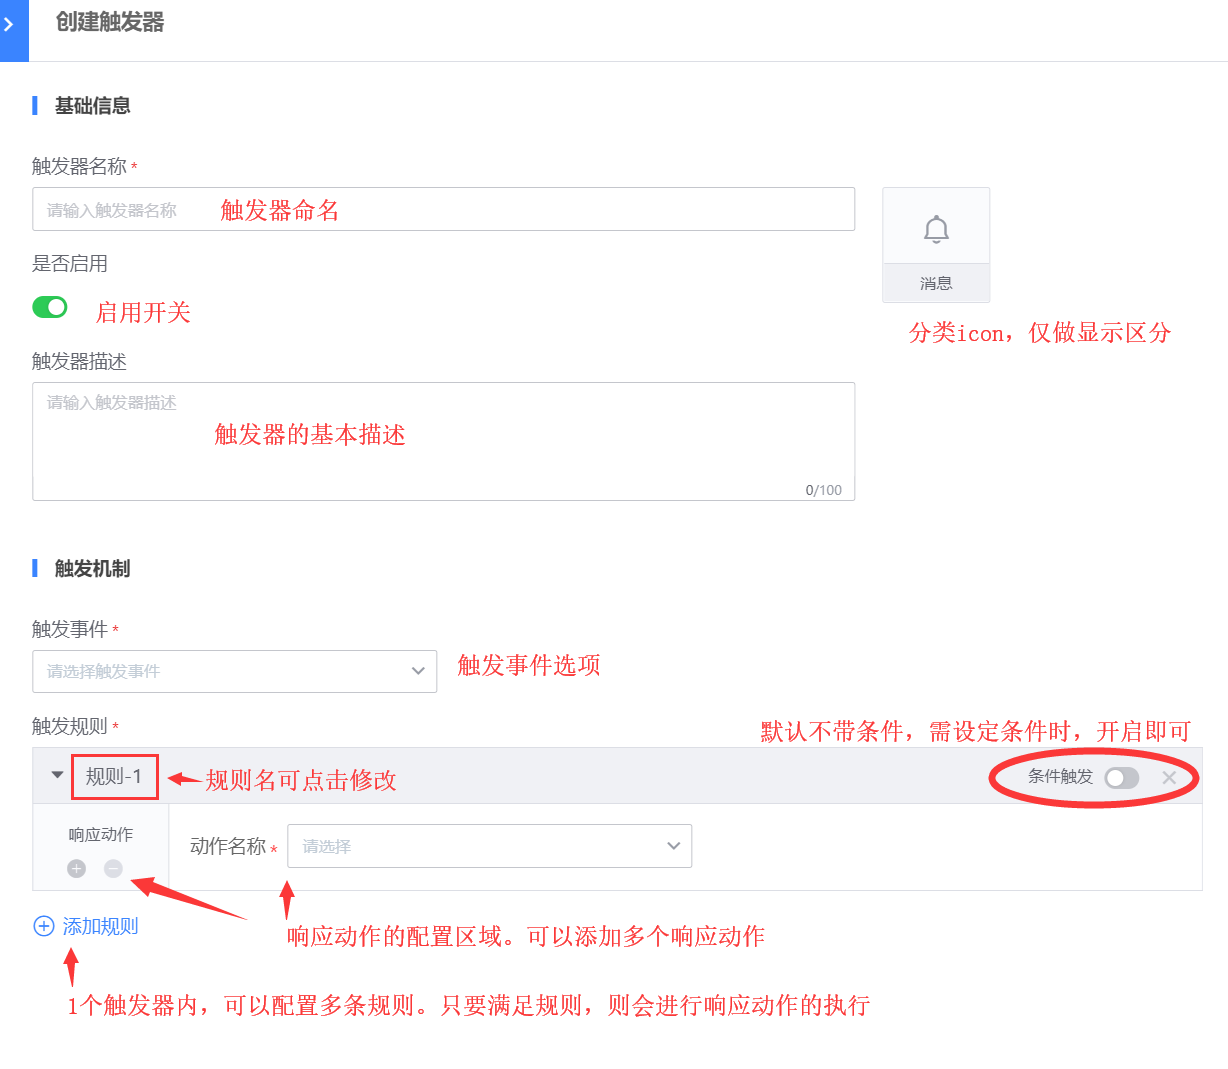 创建触发器
基础信息
触发器名称 *
请输入触发器名称 触发器命名
是否启用
启用开关
消息
分类icon，仅做显示区分
触发器描述
请输入触发器描述
触发器的基本描述
0/100
触发机制
触发事件 *
请选择触发事件 触发事件选项
触发规则 *
默认不带条件，需设定条件时，开启即可
规则-1 规则名可点击修改 条件触发
响应动作
动作名称 * 请选择
添加规则
响应动作的配置区域。可以添加多个响应动作
1个触发器内，可以配置多条规则。只要满足规则，则会进行响应动作的执行